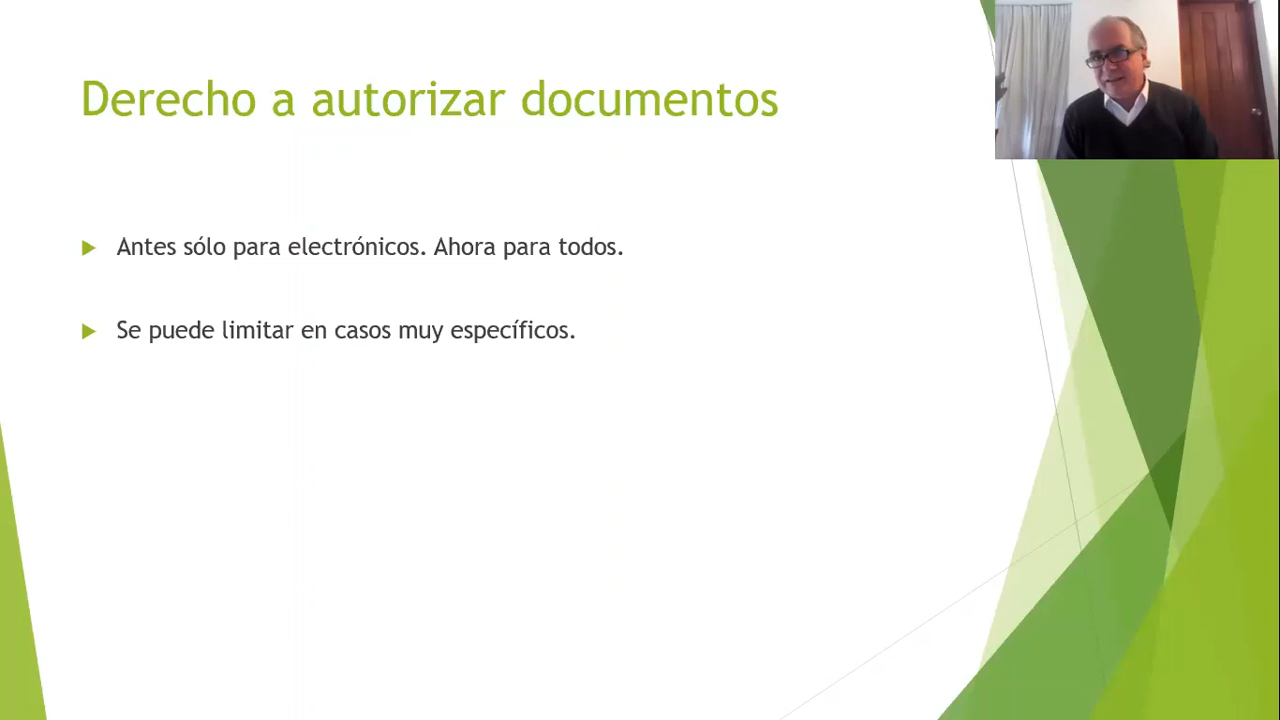 Derecho a autorizar documentos
Antes sólo para electrónicos. Ahora para todos.
Se puede limitar en casos muy específicos.